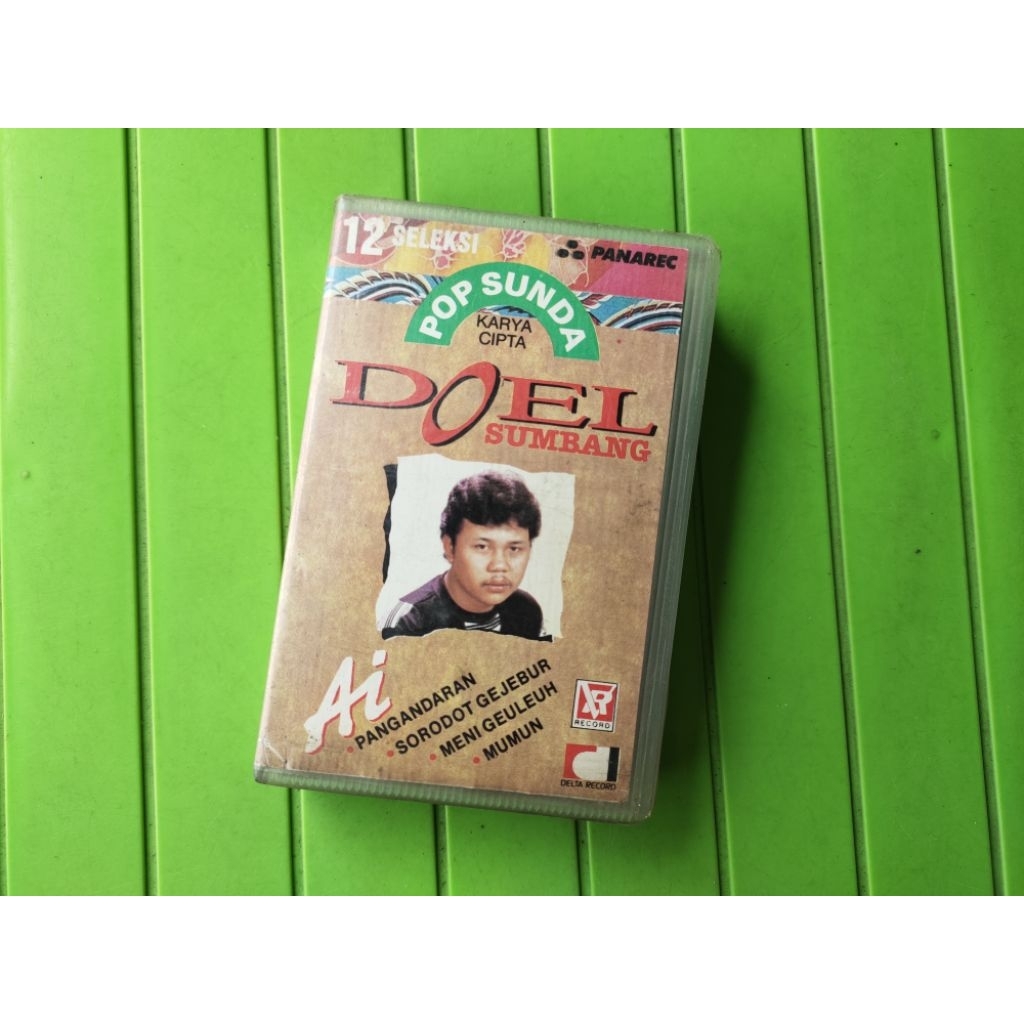 12 SELEKSI
PANAREC
POP SUNDA
KARYA
CIPTA
DOEL
SUMBANG
Ai
• PANGANDARAN
• SORODOT GEJEBUR
• MENI GEULEUH
• MUMUN
AR
RECORD
DELTA RECORD